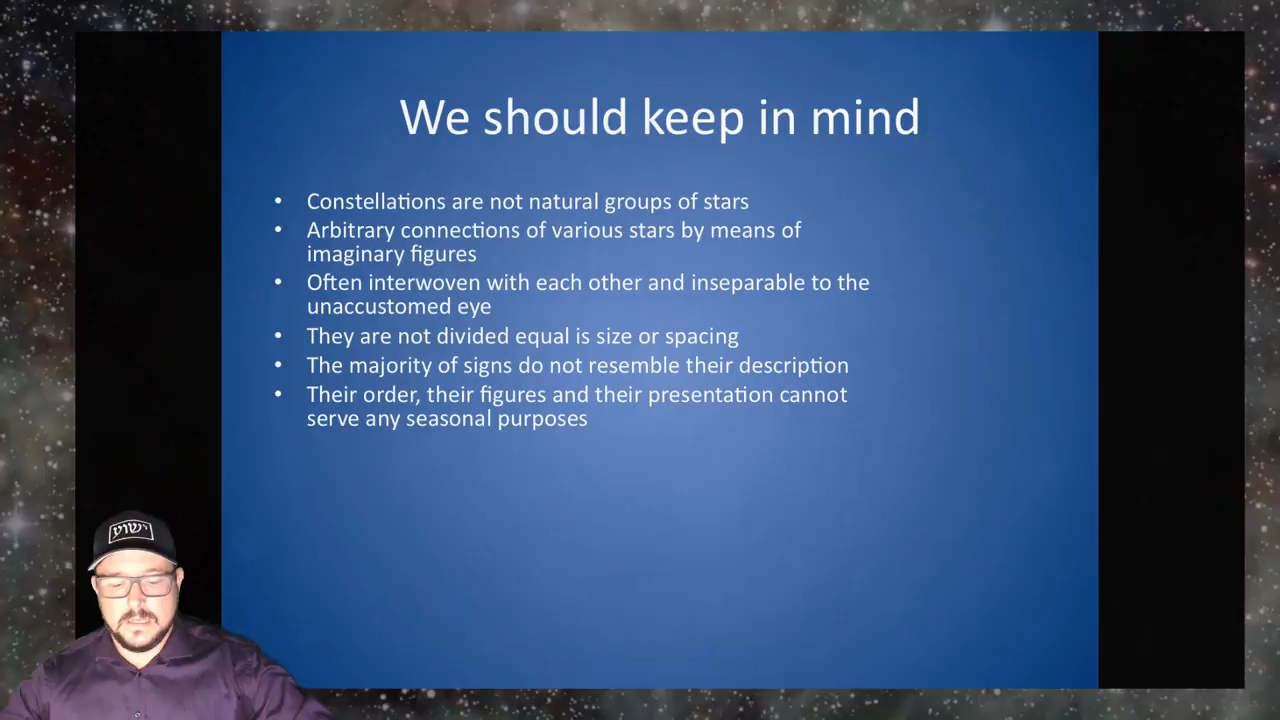 We should keep in mind
• Constellations are not natural groups of stars
• Arbitrary connections of various stars by means of
imaginary figures
• Often interwoven with each other and inseparable to the
unaccustomed eye
• They are not divided equal is size or spacing
• The majority of signs do not resemble their description
• Their order, their figures and their presentation cannot
serve any seasonal purposes
ישוע